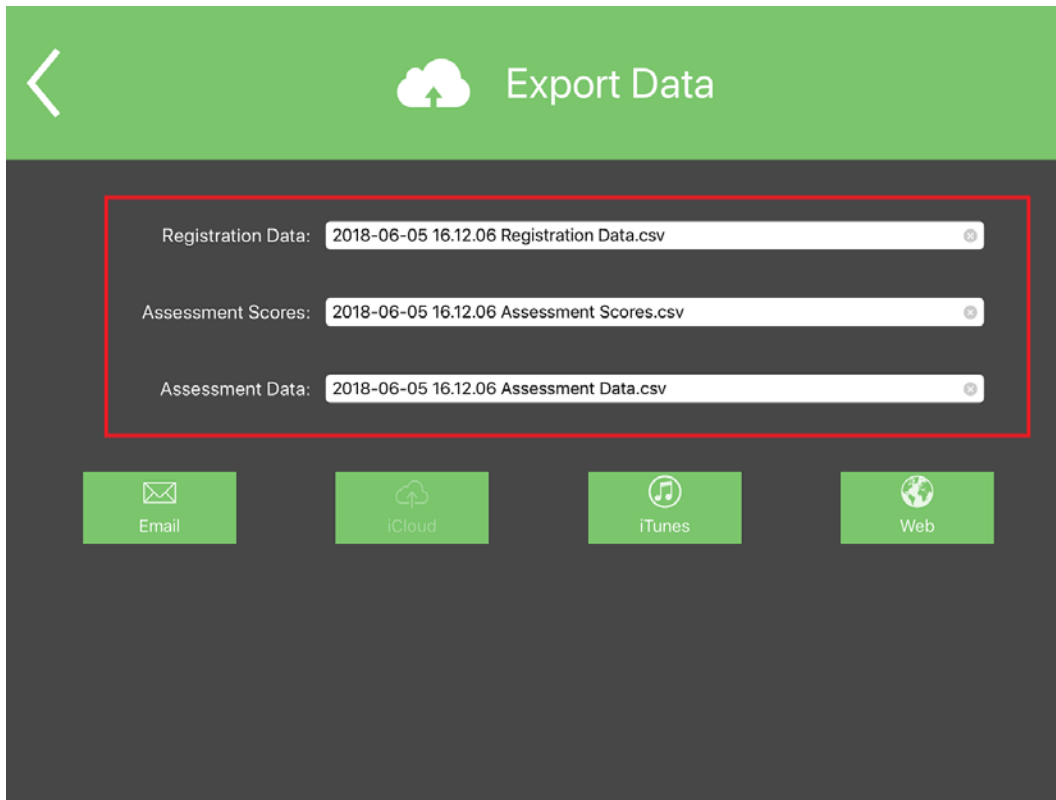 Export Data
Registration Data: 2018-06-05 16.12.06 Registration Data.csv
Assessment Scores: 2018-06-05 16.12.06 Assessment Scores.csv
Assessment Data: 2018-06-05 16.12.06 Assessment Data.csv
Email iCloud iTunes Web